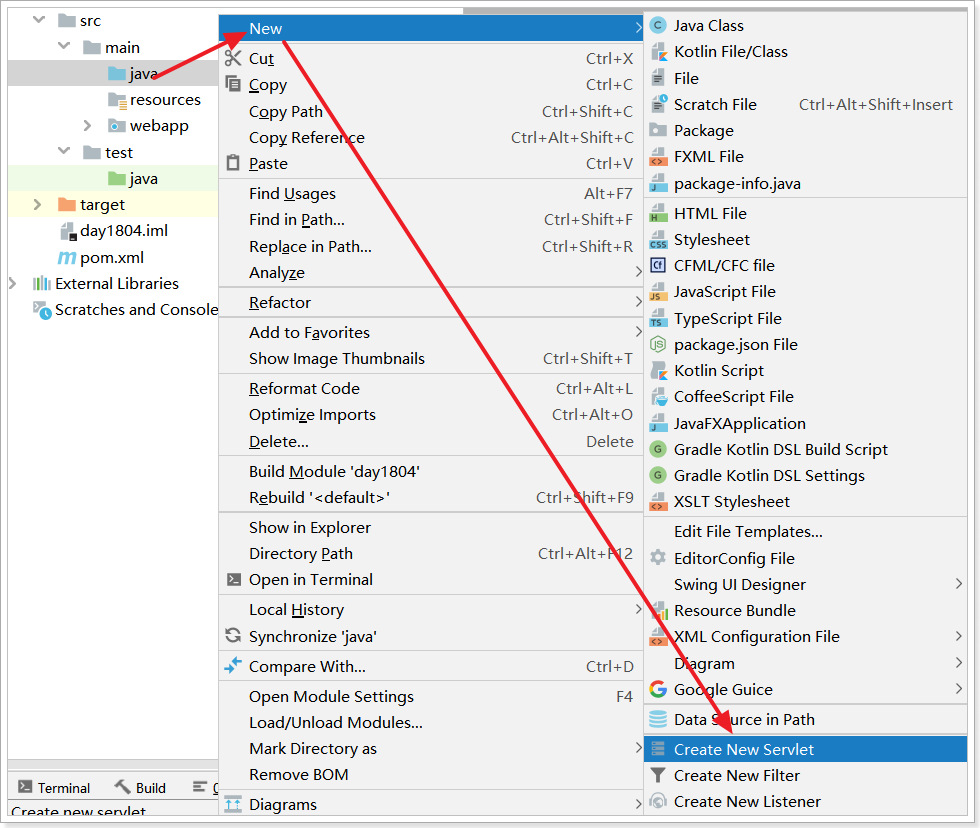 src
main
java
resources
webapp
test
java
target
day1804.iml
pom.xml
External Libraries
Scratches and Console
Terminal
Build
Create new servlet
New
Cut Ctrl+X
Copy Ctrl+C
Copy Path Ctrl+Shift+C
Copy Reference Ctrl+Alt+Shift+C
Paste Ctrl+V
Find Usages Alt+F7
Find in Path... Ctrl+Shift+F
Replace in Path... Ctrl+Shift+R
Analyze
Refactor
Add to Favorites
Show Image Thumbnails Ctrl+Shift+T
Reformat Code Ctrl+Alt+L
Optimize Imports Ctrl+Alt+O
Delete... Delete
Build Module 'day1804'
Rebuild '<default>' Ctrl+Shift+F9
Show in Explorer
Directory Path Ctrl+Alt+F12
Open in Terminal
Local History
Synchronize 'java'
Compare With... Ctrl+D
Open Module Settings F4
Load/Unload Modules...
Mark Directory as
Remove BOM
Diagrams
Java Class
Kotlin File/Class
File
Scratch File Ctrl+Alt+Shift+Insert
Package
FXML File
package-info.java
HTML File
Stylesheet
CFML/CFC file
JavaScript File
TypeScript File
package.json File
Kotlin Script
CoffeeScript File
JavaFXApplication
Gradle Kotlin DSL Build Script
Gradle Kotlin DSL Settings
XSLT Stylesheet
Edit File Templates...
EditorConfig File
Swing UI Designer
Resource Bundle
XML Configuration File
Diagram
Google Guice
Data Source in Path
Create New Servlet
Create New Filter
Create New Listener